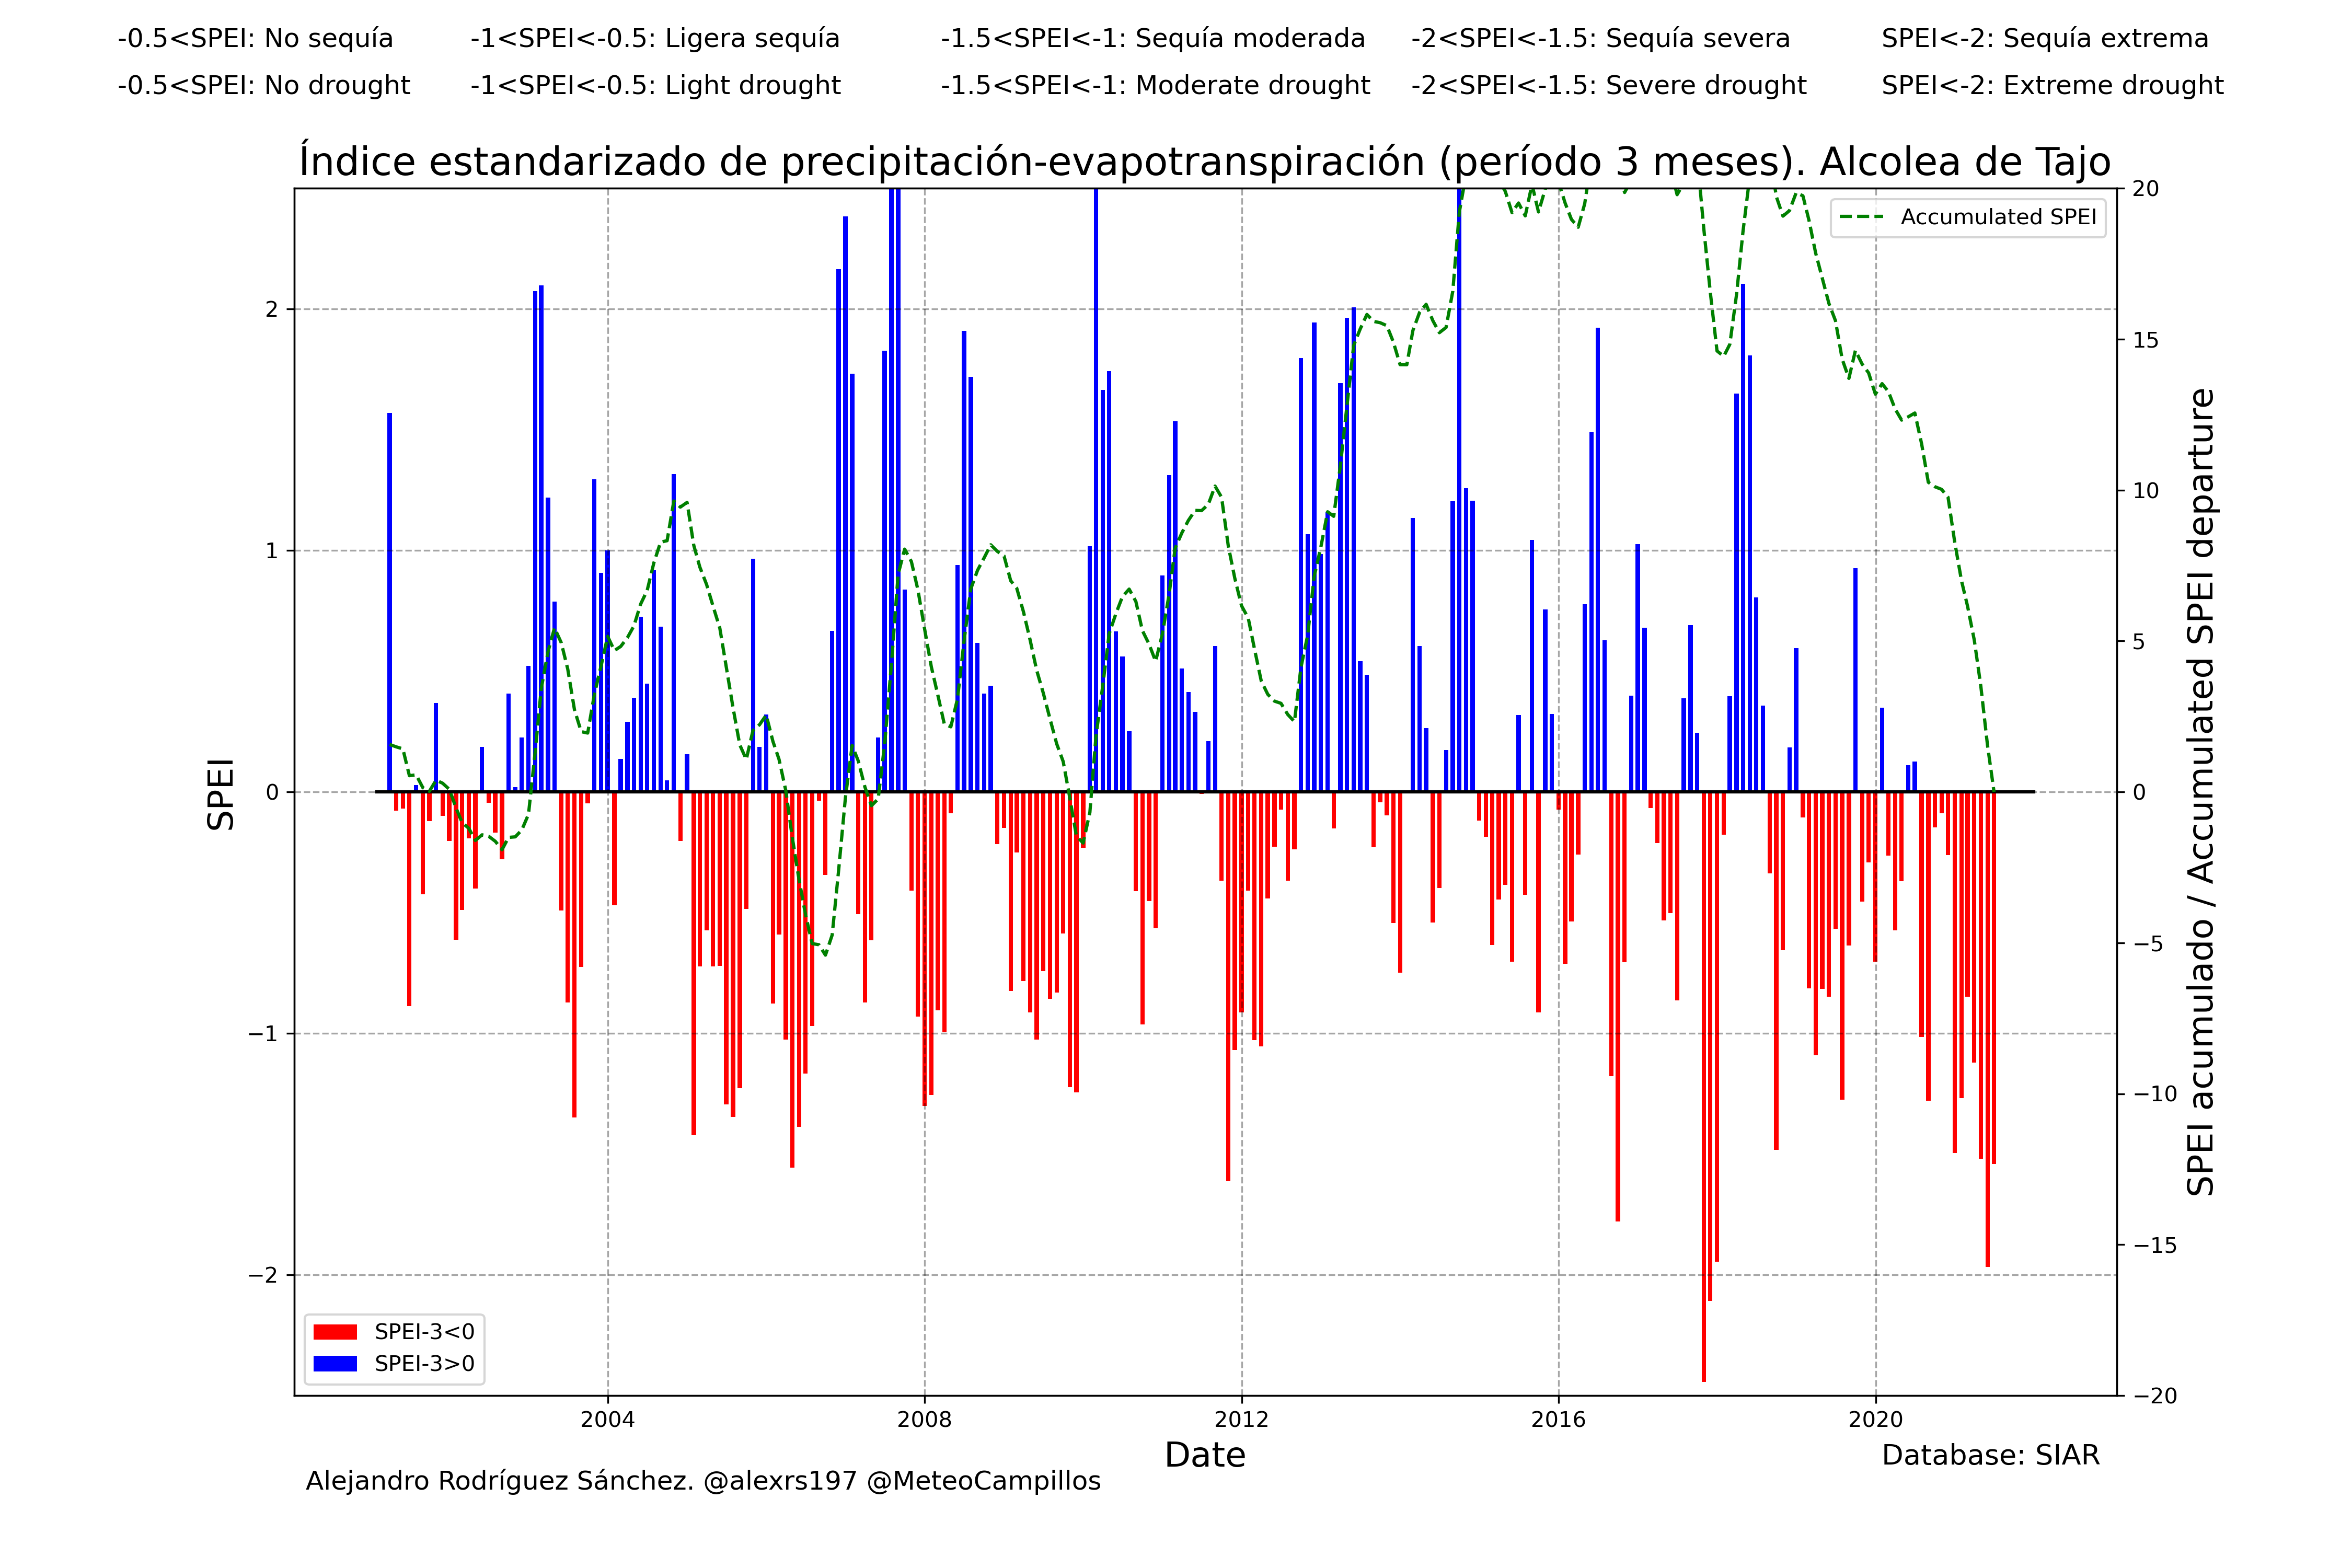 -0.5<SPEI: No sequía -1<SPEI<-0.5: Ligera sequía -1.5<SPEI<-1: Sequía moderada -2<SPEI<-1.5: Sequía severa SPEI<-2: Sequía extrema
-0.5<SPEI: No drought -1<SPEI<-0.5: Light drought -1.5<SPEI<-1: Moderate drought -2<SPEI<-1.5: Severe drought SPEI<-2: Extreme drought
Índice estandarizado de precipitación-evapotranspiración (período 3 meses). Alcolea de Tajo
Accumulated SPEI
2
1
0
−1
−2
SPEI
20
15
10
5
0
−5
−10
−15
−20
SPEI acumulado / Accumulated SPEI departure
SPEI-3<0
SPEI-3>0
2004 2008 2012 2016 2020
Date
Database: SIAR
Alejandro Rodríguez Sánchez. @alexrs197 @MeteoCampillos